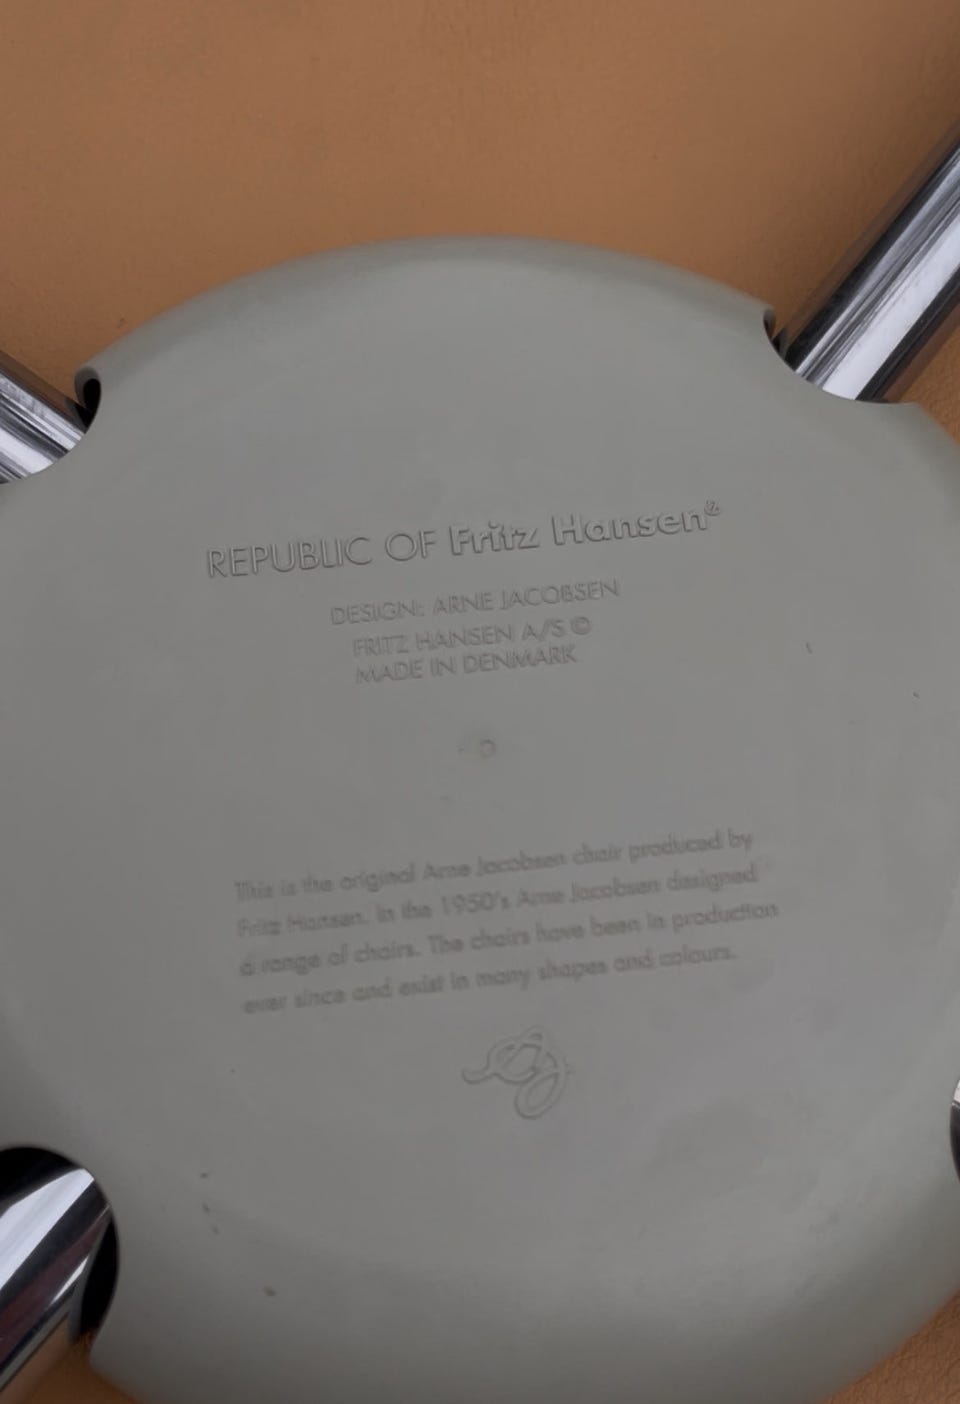 REPUBLIC OF Fritz Hansen®
DESIGN: ARNE JACOBSEN
FRITZ HANSEN A/S ©
MADE IN DENMARK
This is the original Arne Jacobsen chair produced by
Fritz Hansen. In the 1950's Arne Jacobsen designed
a range of chairs. The chairs have been in production
ever since and exist in many shapes and colours.
AJ